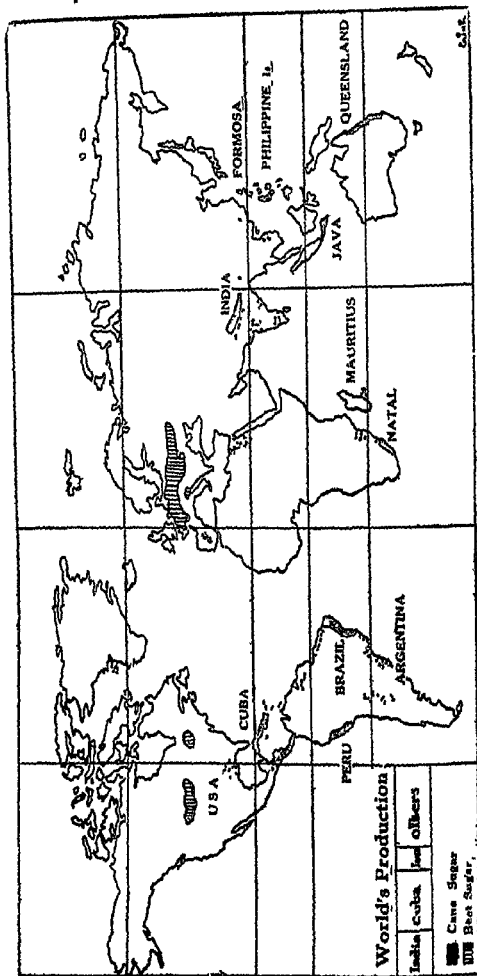 FORMOSA
PHILIPPINE Is
QUEENSLAND
INDIA
JAVA
MAURITIUS
NATAL
CUBA
USA
BRAZIL
ARGENTINA
PERU
World's Production
India Cuba Java others
Cane Sugar
Beet Sugar